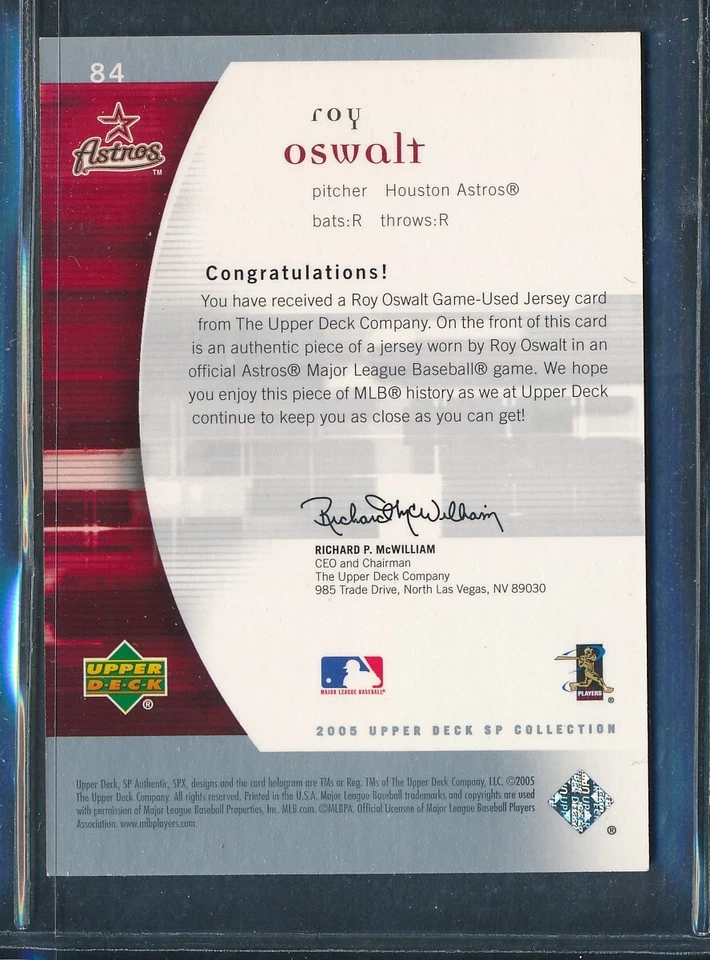 84
Astros
TM
roy
oswalt
pitcher Houston Astros®
bats:R throws:R
Congratulations!
You have received a Roy Oswalt Game-Used Jersey card
from The Upper Deck Company. On the front of this card
is an authentic piece of a jersey worn by Roy Oswalt in an
official Astros® Major League Baseball® game. We hope
you enjoy this piece of MLB® history as we at Upper Deck
continue to keep you as close as you can get!
Richard P. McWilliam
RICHARD P. McWILLIAM
CEO and Chairman
The Upper Deck Company
985 Trade Drive, North Las Vegas, NV 89030
UPPER
D·E·C·K
®
MAJOR LEAGUE BASEBALL®
PLAYERS
®
2005 UPPER DECK SP COLLECTION
Upper Deck, SP Authentic, SPX, designs and the card hologram are TMs or Reg. TMs of The Upper Deck Company, LLC. ©2005
The Upper Deck Company. All rights reserved. Printed in the U.S.A. Major League Baseball trademarks and copyrights are used
with permission of Major League Baseball Properties, Inc. MLB.com. ©MLBPA. Official Licensee of Major League Baseball Players
Association. www.mlbplayers.com.
®